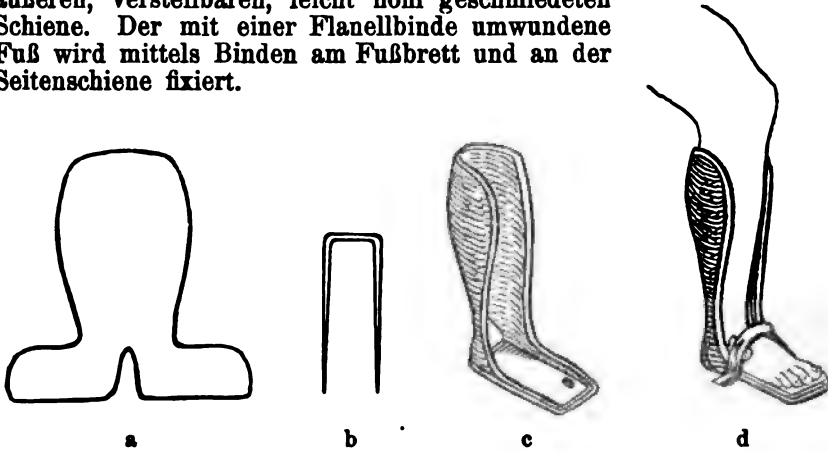 äußeren, verstellbaren, leicht hohl geschmiedeten
Schiene. Der mit einer Flanellbinde umwundene
Fuß wird mittels Binden am Fußbrett und an der
Seitenschiene fixiert.
a b c d